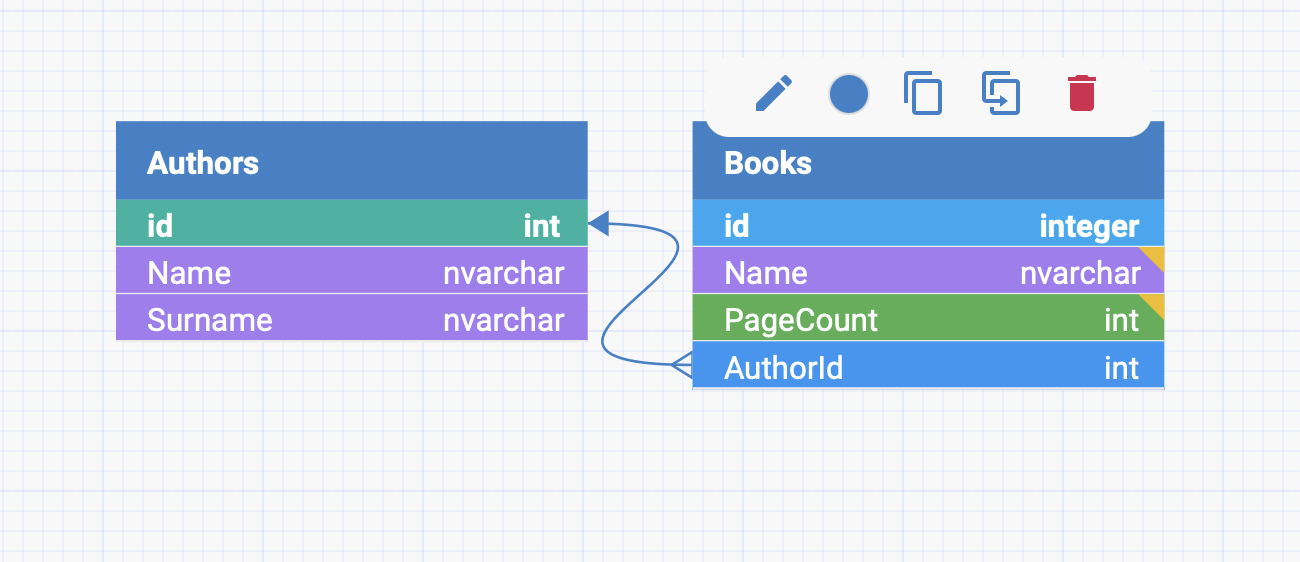 Authors
id int
Name nvarchar
Surname nvarchar
Books
id integer
Name nvarchar
PageCount int
AuthorId int